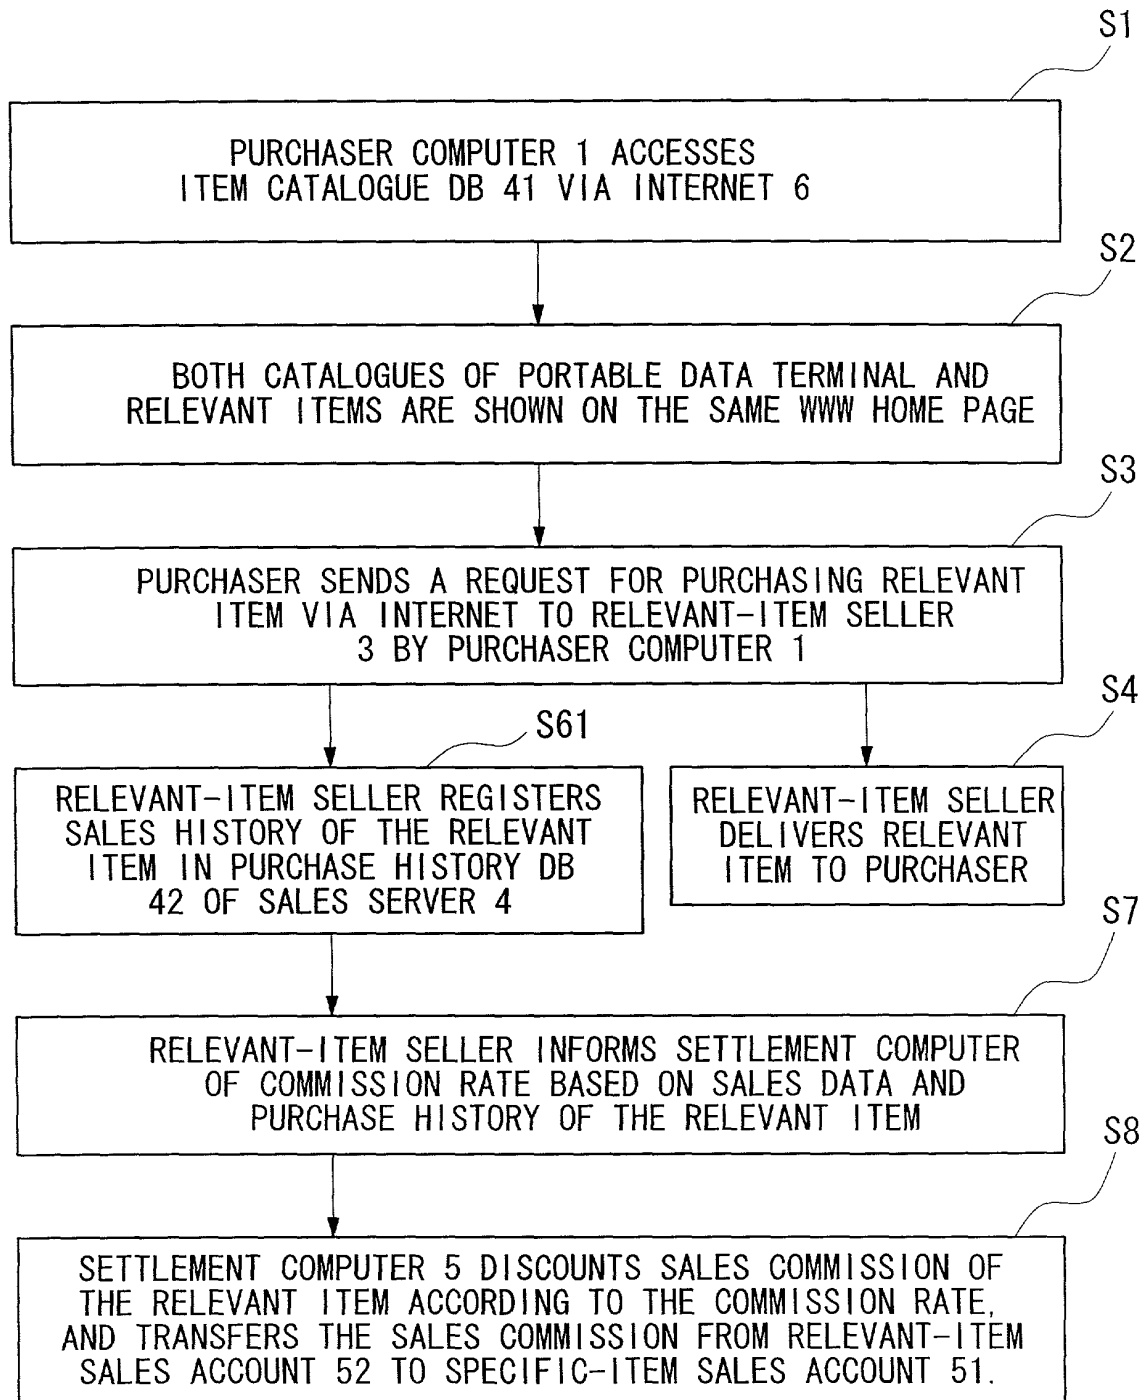 S1
PURCHASER COMPUTER 1 ACCESSES
ITEM CATALOGUE DB 41 VIA INTERNET 6
S2
BOTH CATALOGUES OF PORTABLE DATA TERMINAL AND
RELEVANT ITEMS ARE SHOWN ON THE SAME WWW HOME PAGE
S3
PURCHASER SENDS A REQUEST FOR PURCHASING RELEVANT
ITEM VIA INTERNET TO RELEVANT-ITEM SELLER
3 BY PURCHASER COMPUTER 1
S61
RELEVANT-ITEM SELLER REGISTERS
SALES HISTORY OF THE RELEVANT
ITEM IN PURCHASE HISTORY DB
42 OF SALES SERVER 4
S4
RELEVANT-ITEM SELLER
DELIVERS RELEVANT
ITEM TO PURCHASER
S7
RELEVANT-ITEM SELLER INFORMS SETTLEMENT COMPUTER
OF COMMISSION RATE BASED ON SALES DATA AND
PURCHASE HISTORY OF THE RELEVANT ITEM
S8
SETTLEMENT COMPUTER 5 DISCOUNTS SALES COMMISSION OF
THE RELEVANT ITEM ACCORDING TO THE COMMISSION RATE,
AND TRANSFERS THE SALES COMMISSION FROM RELEVANT-ITEM
SALES ACCOUNT 52 TO SPECIFIC-ITEM SALES ACCOUNT 51.